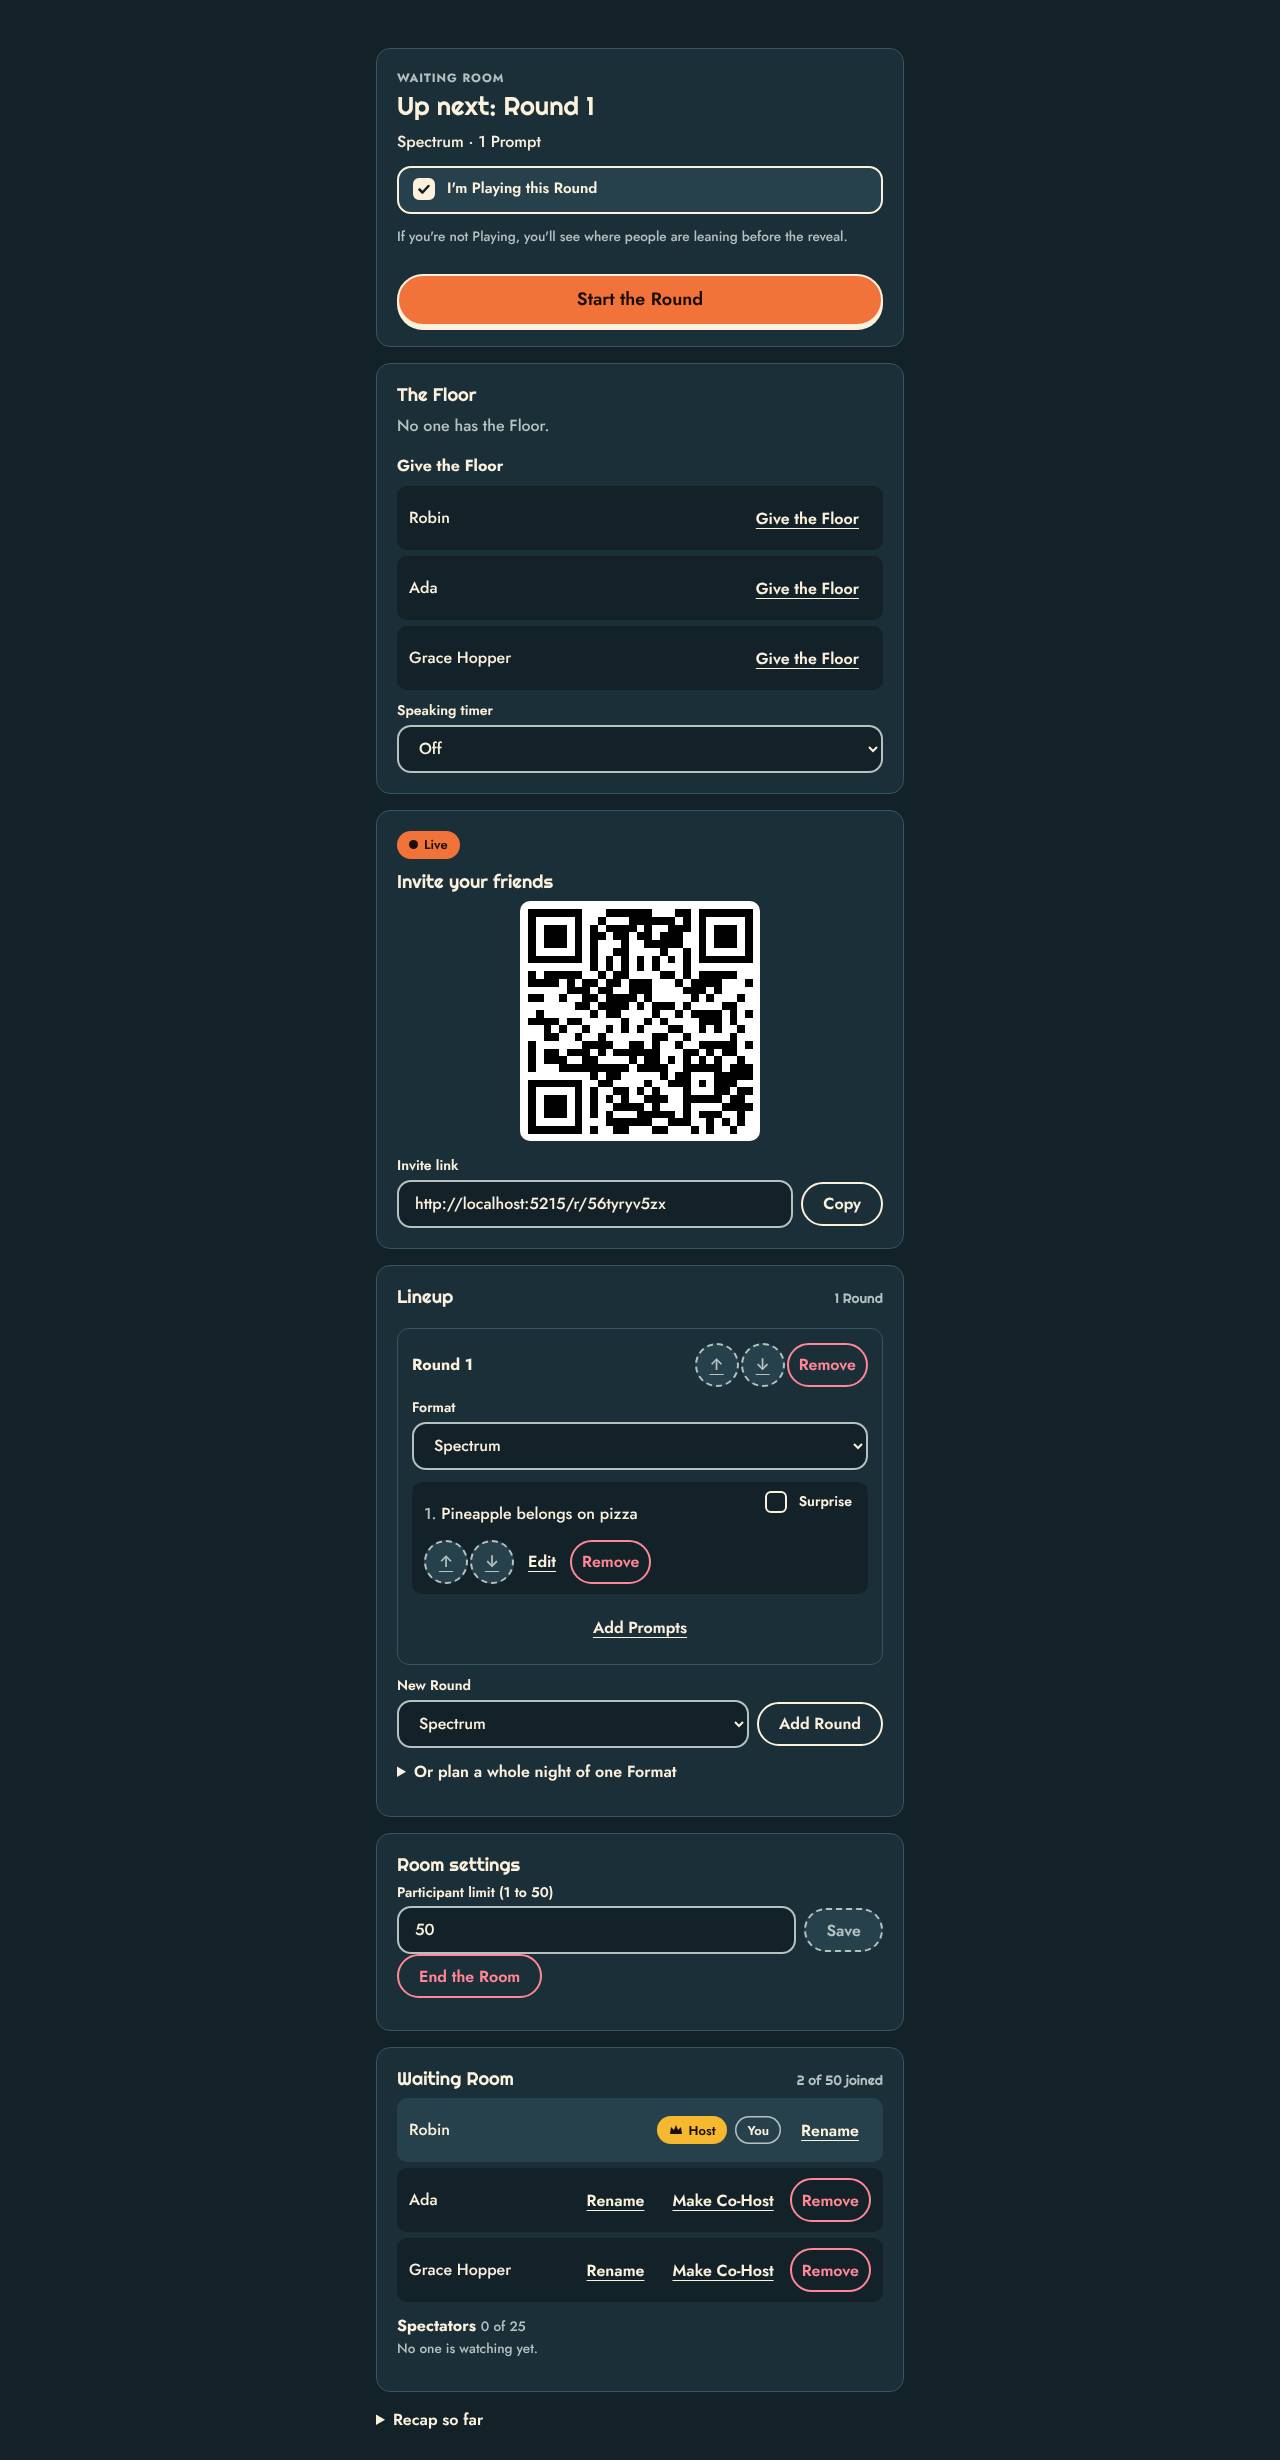 WAITING ROOM
Up next: Round 1
Spectrum · 1 Prompt
I'm Playing this Round
If you're not Playing, you'll see where people are leaning before the reveal.
Start the Round
The Floor
No one has the Floor.
Give the Floor
Robin Give the Floor
Ada Give the Floor
Grace Hopper Give the Floor
Speaking timer
Off
Live
Invite your friends
Invite link
http://localhost:5215/r/56tyryv5zx Copy
Lineup 1 Round
Round 1 ↑ ↓ Remove
Format
Spectrum
1. Pineapple belongs on pizza Surprise
↑ ↓ Edit Remove
Add Prompts
New Round
Spectrum Add Round
Or plan a whole night of one Format
Room settings
Participant limit (1 to 50)
50 Save
End the Room
Waiting Room 2 of 50 joined
Robin Host You Rename
Ada Rename Make Co-Host Remove
Grace Hopper Rename Make Co-Host Remove
Spectators 0 of 25
No one is watching yet.
Recap so far